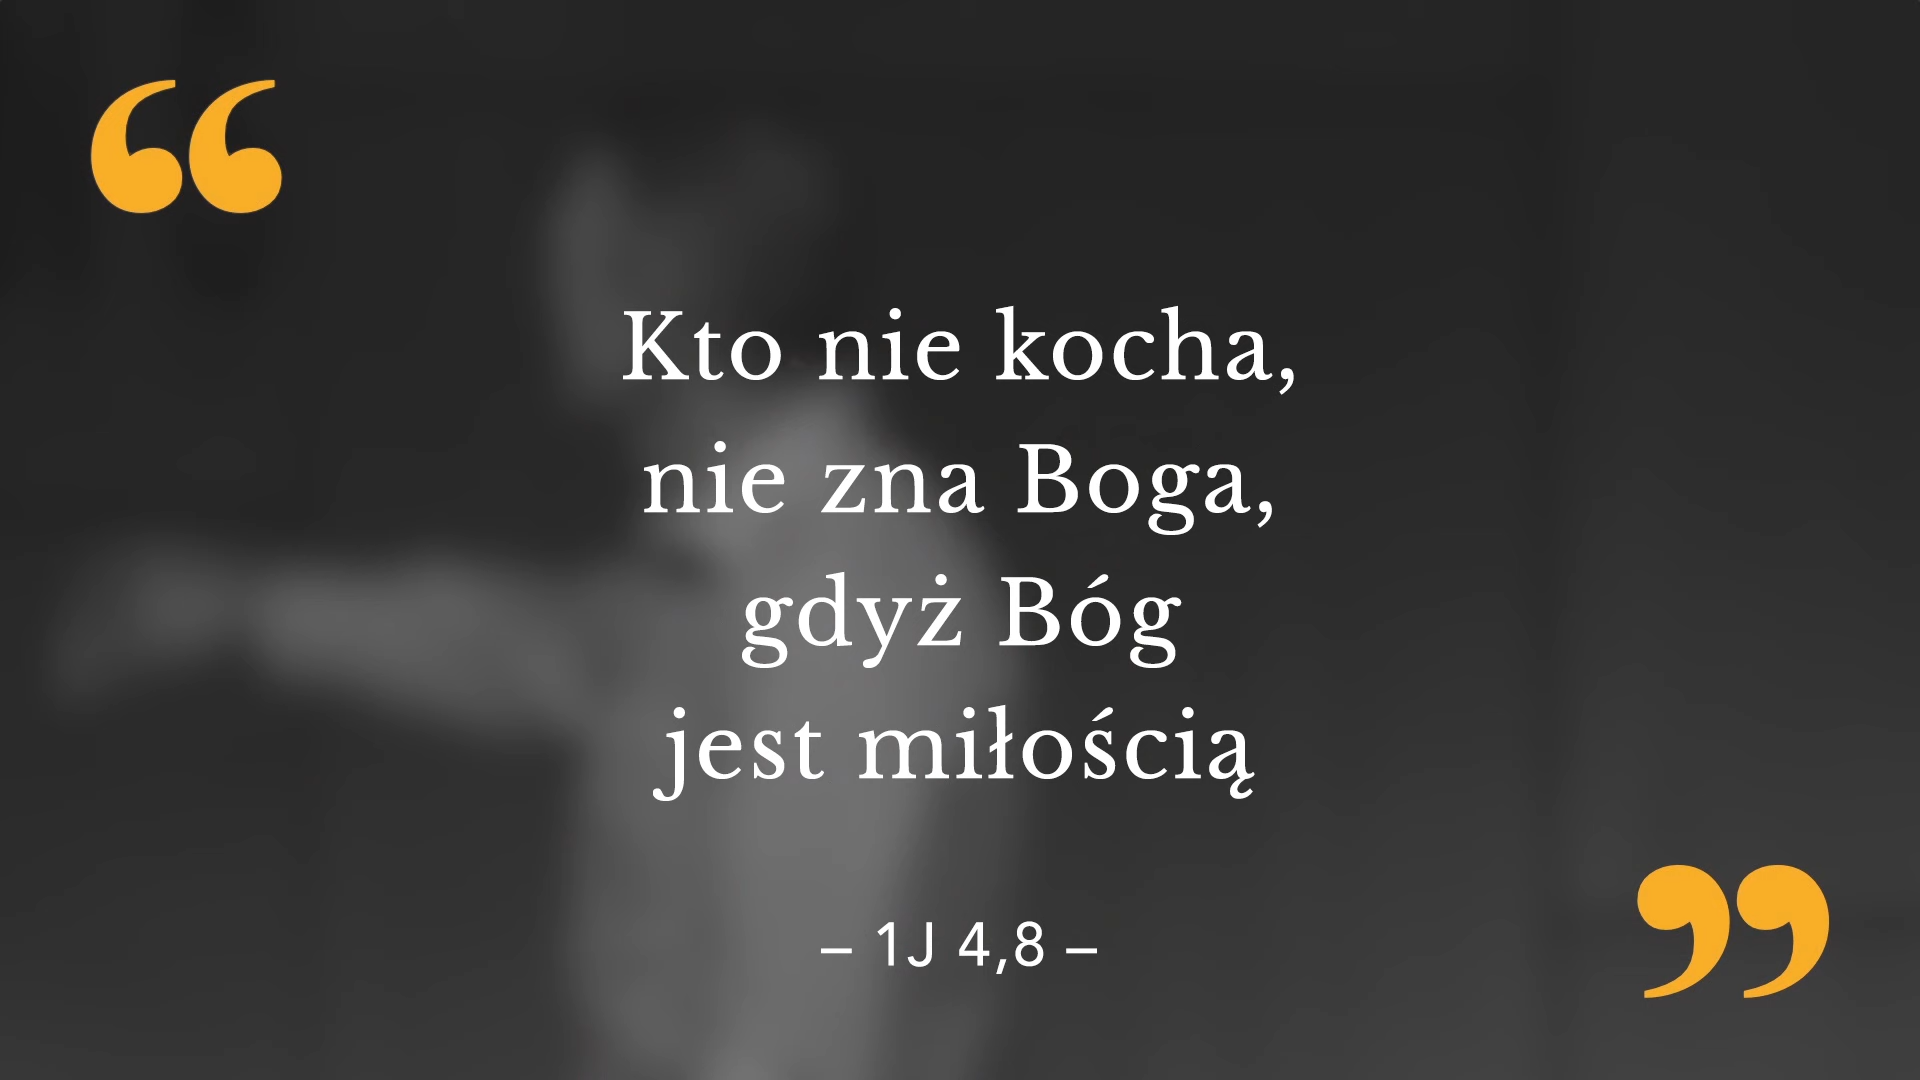 “
Kto nie kocha,
nie zna Boga,
gdyż Bóg
jest miłością
– 1J 4,8 –
”